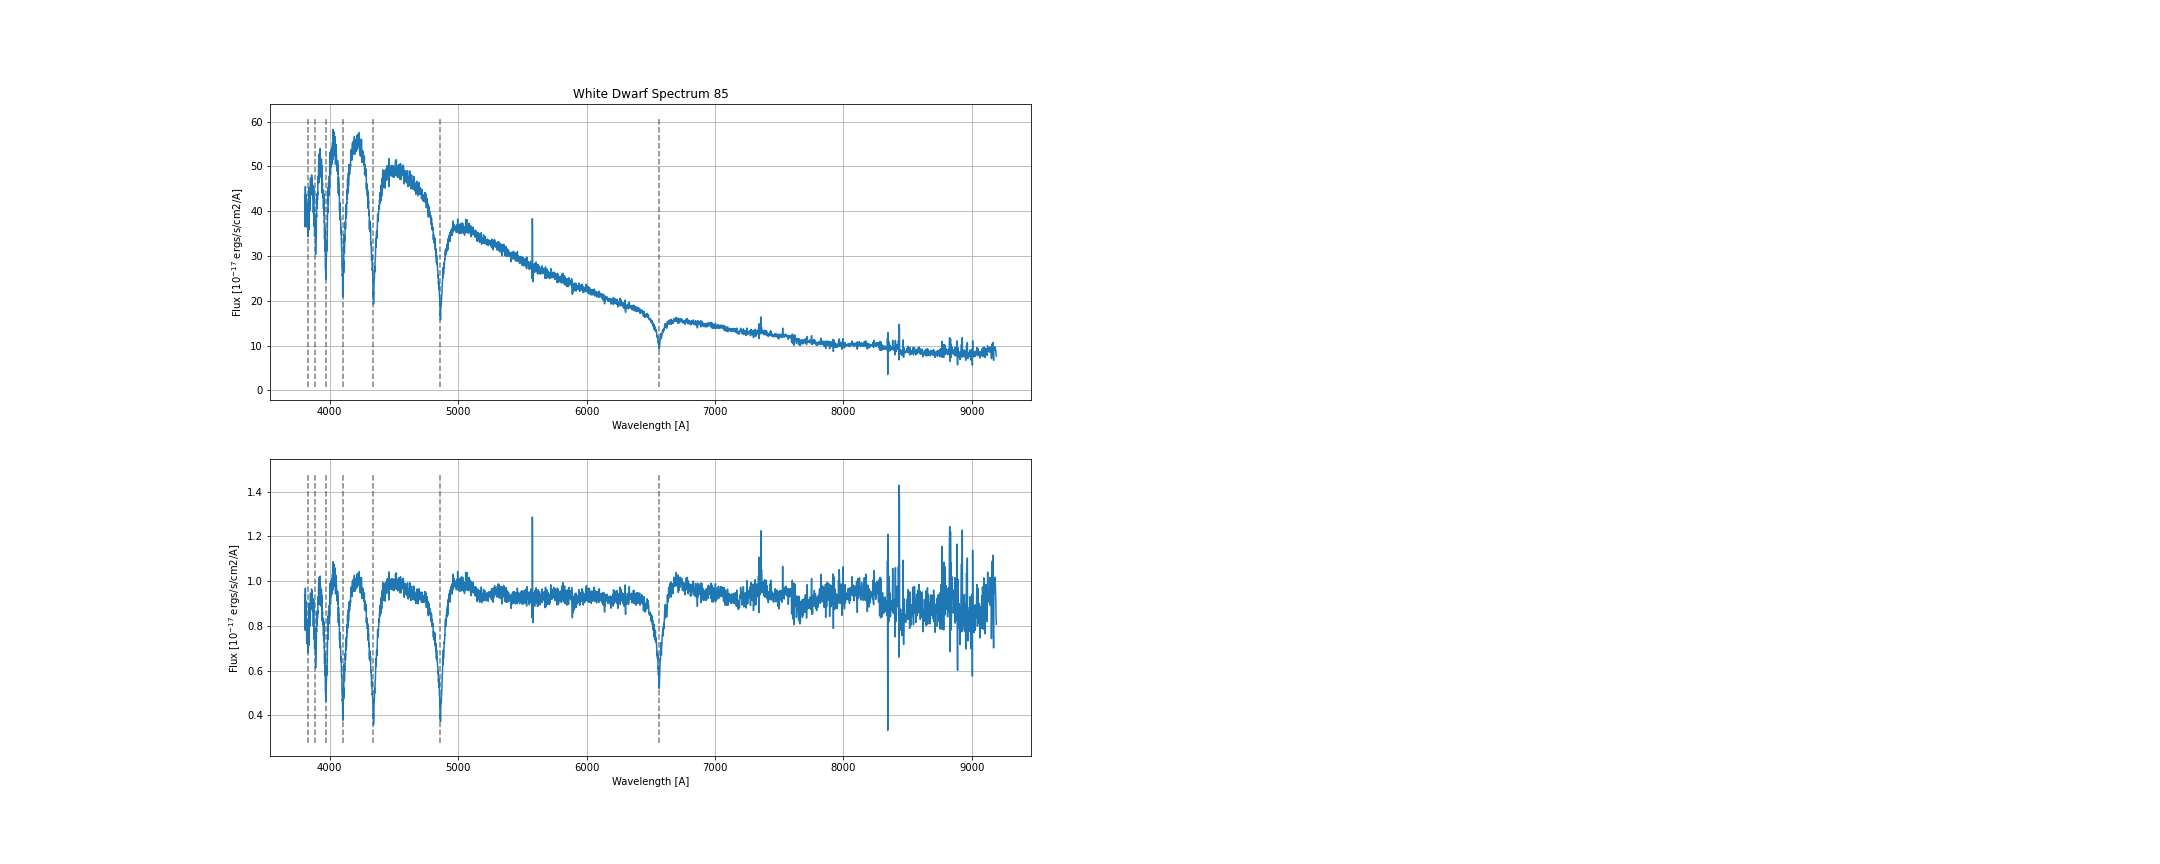 White Dwarf Spectrum 85
60
50
40
30
20
10
0
Flux [10⁻¹⁷ ergs/s/cm2/A]
4000 5000 6000 7000 8000 9000
Wavelength [A]
1.4
1.2
1.0
0.8
0.6
0.4
Flux [10⁻¹⁷ ergs/s/cm2/A]
4000 5000 6000 7000 8000 9000
Wavelength [A]